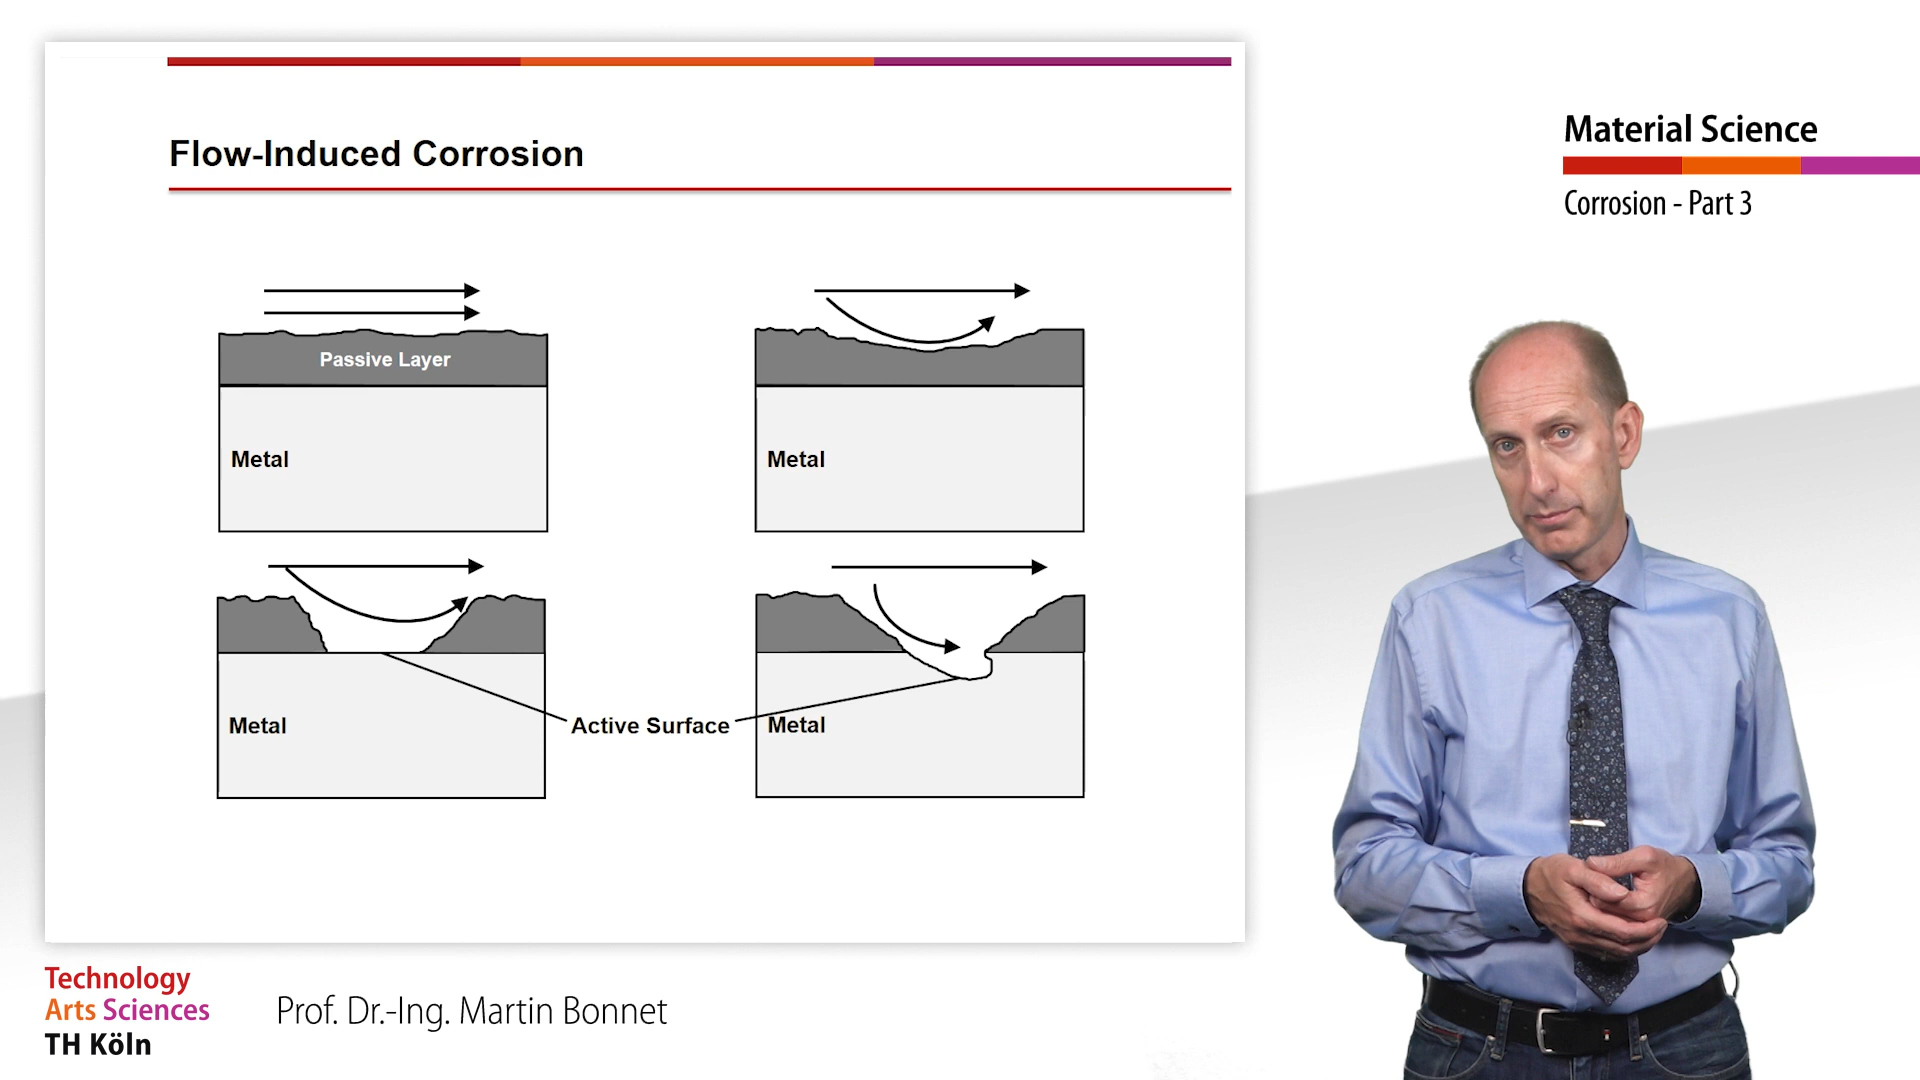 Flow-Induced Corrosion
Passive Layer
Metal
Metal
Metal
Active Surface
Metal
Material Science
Corrosion - Part 3
Technology
Arts Sciences
TH Köln
Prof. Dr.-Ing. Martin Bonnet